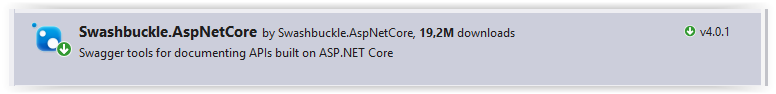 Swashbuckle.AspNetCore by Swashbuckle.AspNetCore, 19,2M downloads v4.0.1
Swagger tools for documenting APIs built on ASP.NET Core